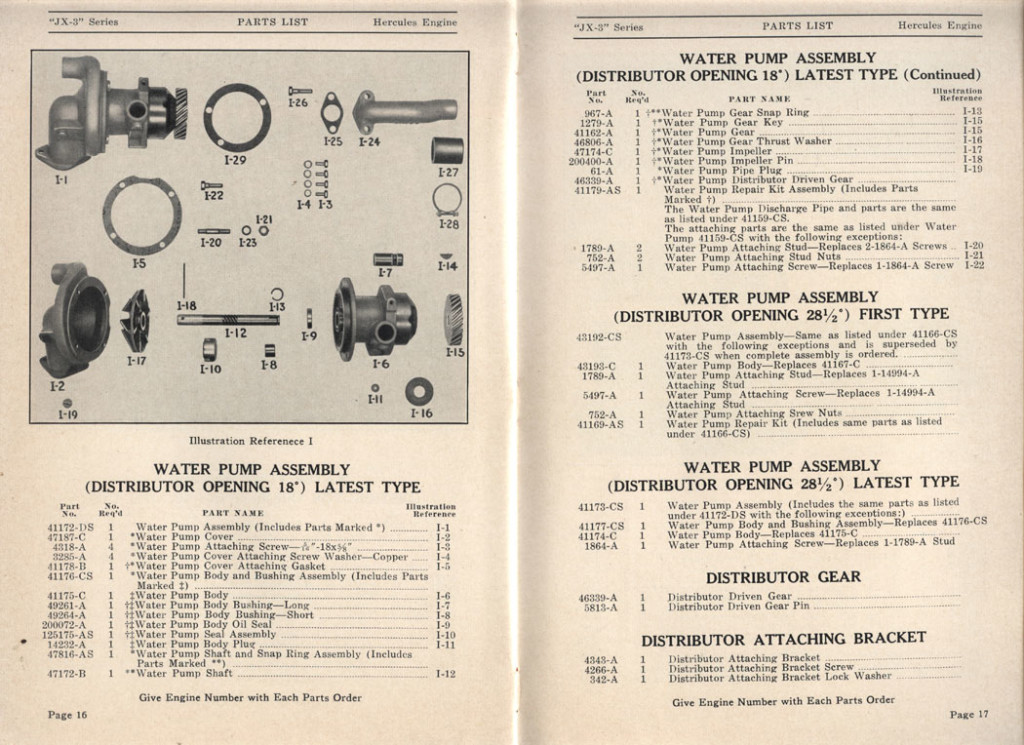 "JX-3" Series PARTS LIST Hercules Engine
I-1
I-29
I-26
I-25 I-24
I-27
I-22
I-4 I-3
I-28
I-5
I-20
I-21
I-23
I-7
I-14
I-18
I-13
I-12
I-9
I-17
I-10
I-8
I-6
I-15
I-2
I-11
I-16
I-19
Illustration Referenece I
WATER PUMP ASSEMBLY
(DISTRIBUTOR OPENING 18°) LATEST TYPE
Part No. No. Req'd PART NAME Illustration Reference
41172-DS 1 Water Pump Assembly (Includes Parts Marked *) I-1
47187-C 1 *Water Pump Cover I-2
4318-A 4 *Water Pump Attaching Screw— I-3
3285-A 4 *Water Pump Cover Attaching Screw Washer—Copper I-4
41178-B 1 †*Water Pump Cover Attaching Gasket I-5
41176-CS 1 *Water Pump Body and Bushing Assembly (Includes Parts
Marked ‡)
41175-C 1 ‡Water Pump Body I-6
49261-A 1 †‡Water Pump Body Bushing—Long I-7
49264-A 1 †‡Water Pump Body Bushing—Short I-8
200072-A 1 †‡Water Pump Body Oil Seal I-9
125175-AS 1 †‡Water Pump Seal Assembly I-10
14232-A 1 ‡Water Pump Body Plug I-11
47816-AS 1 *Water Pump Shaft and Snap Ring Assembly (Includes
Parts Marked **)
47172-B 1 **Water Pump Shaft I-12
Give Engine Number with Each Parts Order
Page 16
"JX-3" Series PARTS LIST Hercules Engine
WATER PUMP ASSEMBLY
(DISTRIBUTOR OPENING 18°) LATEST TYPE (Continued)
Part No. No. Req'd PART NAME Illustration Reference
967-A 1 †**Water Pump Gear Snap Ring I-13
1279-A 1 †*Water Pump Gear Key I-15
41162-A 1 †*Water Pump Gear I-15
46806-A 1 †*Water Pump Gear Thrust Washer I-16
47174-C 1 †*Water Pump Impeller I-17
200400-A 1 †*Water Pump Impeller Pin I-18
61-A 1 *Water Pump Pipe Plug I-19
46339-A 1 †*Water Pump Distributor Driven Gear
41179-AS 1 Water Pump Repair Kit Assembly (Includes Parts
Marked †)
The Water Pump Discharge Pipe and parts are the same
as listed under 41159-CS.
The attaching parts are the same as listed under Water
Pump 41159-CS with the following exceptions:
1789-A 2 Water Pump Attaching Stud—Replaces 2-1864-A Screws I-20
752-A 2 Water Pump Attaching Stud Nuts I-21
5497-A 1 Water Pump Attaching Screw—Replaces 1-1864-A Screw I-22
WATER PUMP ASSEMBLY
(DISTRIBUTOR OPENING 28½°) FIRST TYPE
43192-CS Water Pump Assembly—Same as listed under 41166-CS
with the following exceptions and is superseded by
41173-CS when complete assembly is ordered.
43193-C 1 Water Pump Body—Replaces 41167-C
1789-A 1 Water Pump Attaching Stud—Replaces 1-14994-A
Attaching Stud
5497-A 1 Water Pump Attaching Screw—Replaces 1-14994-A
Attaching Stud
752-A 1 Water Pump Attaching Srew Nuts
41169-AS 1 Water Pump Repair Kit (Includes same parts as listed
under 41166-CS)
WATER PUMP ASSEMBLY
(DISTRIBUTOR OPENING 28½°) LATEST TYPE
41173-CS 1 Water Pump Assembly (Includes the same parts as listed
under 41172-DS with the following exceptions:)
41177-CS 1 Water Pump Body and Bushing Assembly—Replaces 41176-CS
41174-C 1 Water Pump Body—Replaces 41175-C
1864-A 1 Water Pump Attaching Screw—Replaces 1-1789-A Stud
DISTRIBUTOR GEAR
46339-A 1 Distributor Driven Gear
5813-A 1 Distributor Driven Gear Pin
DISTRIBUTOR ATTACHING BRACKET
4343-A 1 Distributor Attaching Bracket
4266-A 1 Distributor Attaching Bracket Screw
342-A 1 Distributor Attaching Bracket Lock Washer
Give Engine Number with Each Parts Order
Page 17